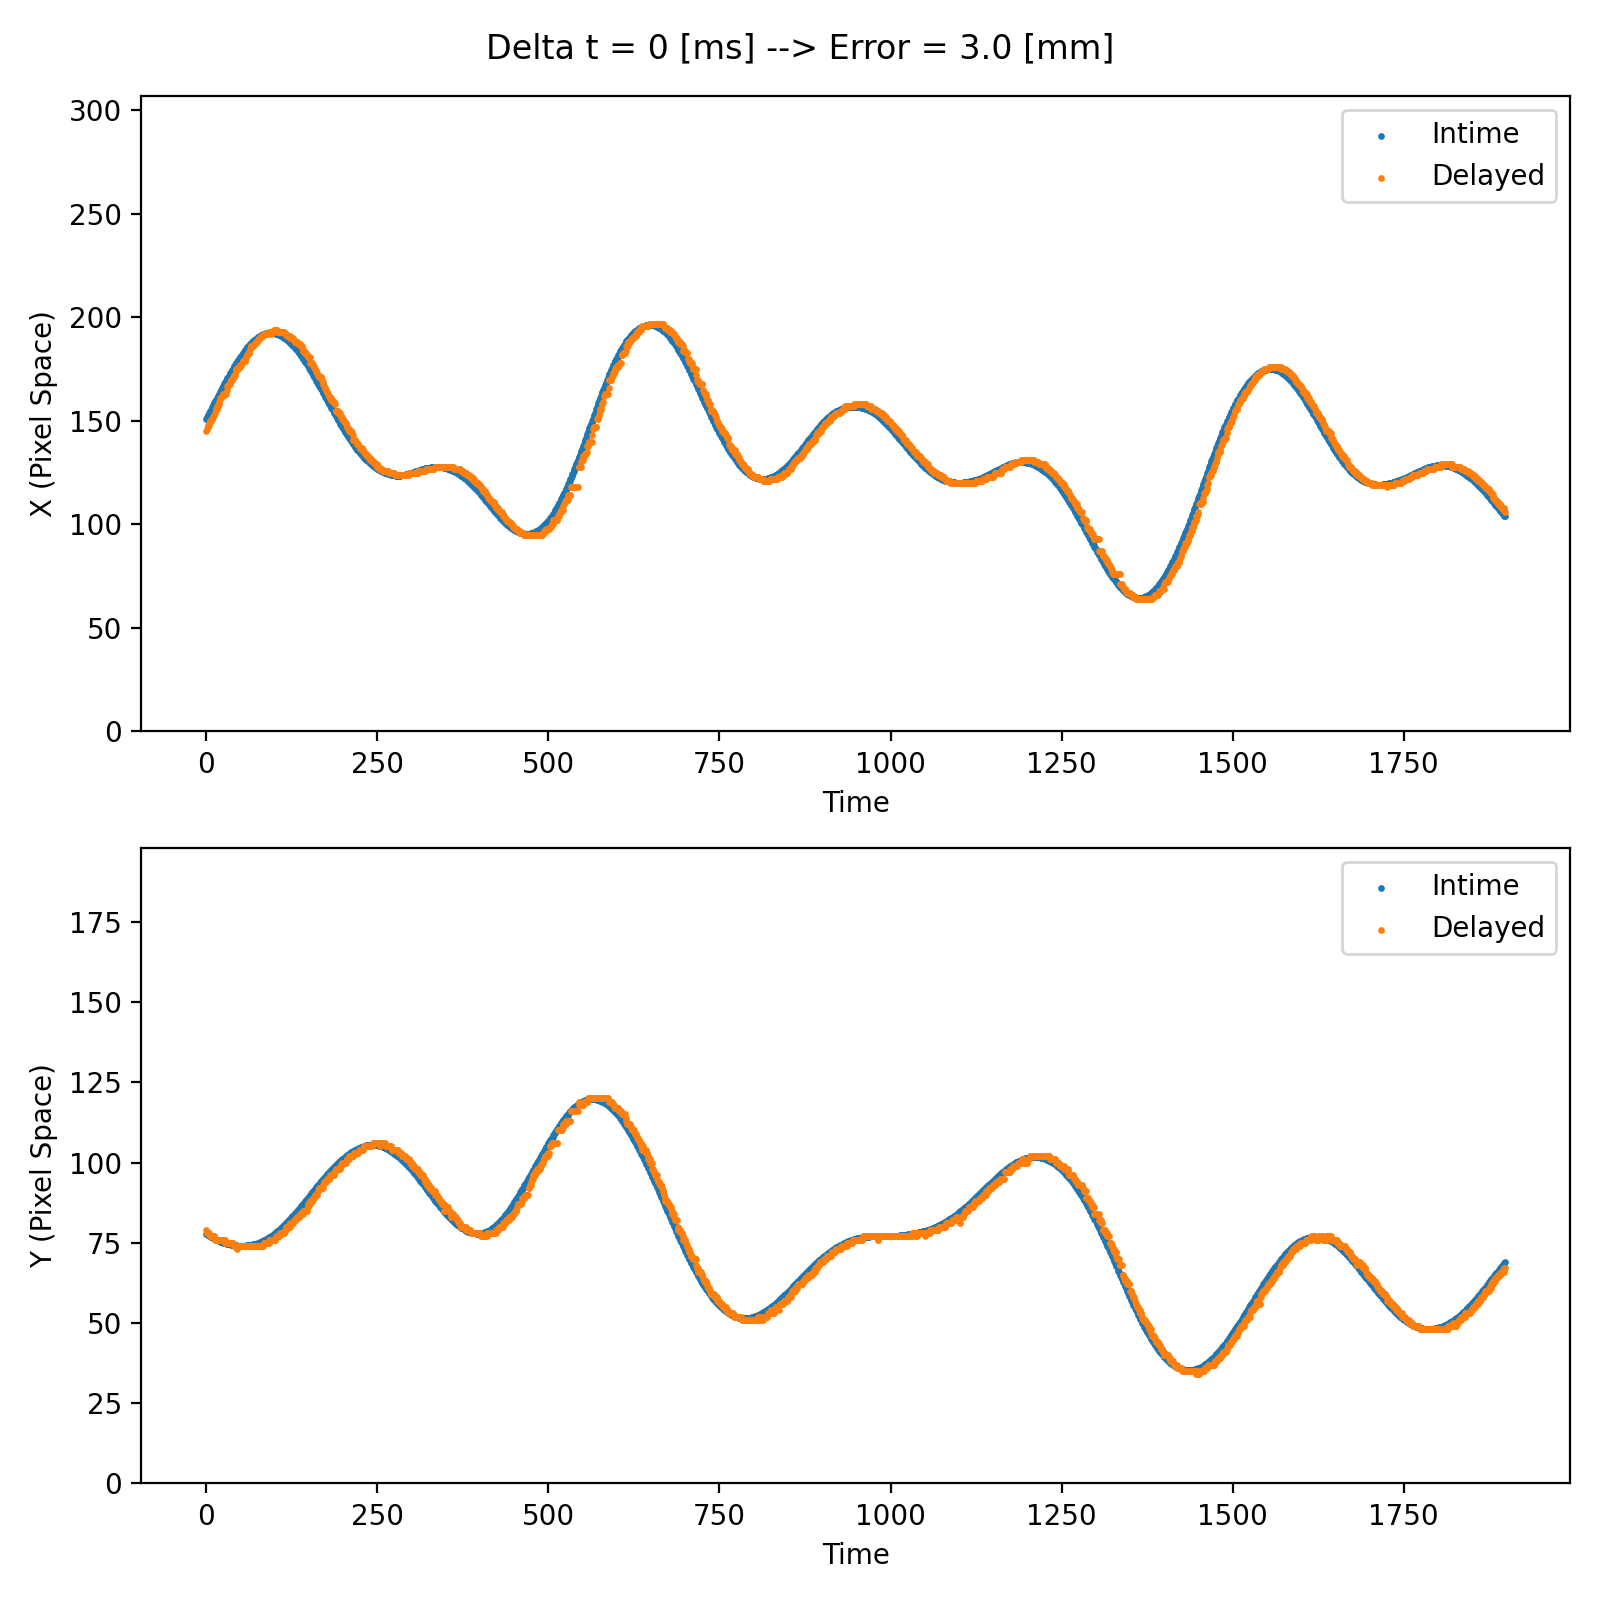 Delta t = 0 [ms] --> Error = 3.0 [mm]
300
250
200
150
100
50
0
X (Pixel Space)
Intime
Delayed
0 250 500 750 1000 1250 1500 1750
Time
175
150
125
100
75
50
25
0
Y (Pixel Space)
Intime
Delayed
0 250 500 750 1000 1250 1500 1750
Time